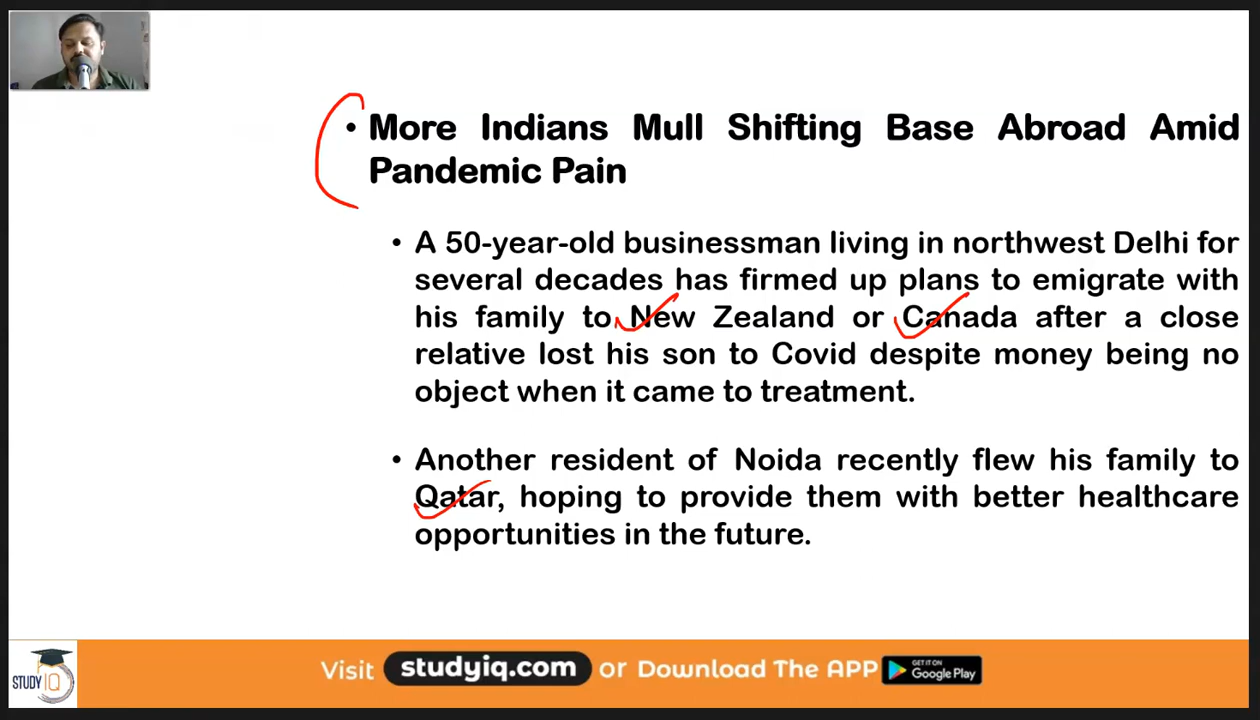 • More Indians Mull Shifting Base Abroad Amid
Pandemic Pain
• A 50-year-old businessman living in northwest Delhi for
several decades has firmed up plans to emigrate with
his family to New Zealand or Canada after a close
relative lost his son to Covid despite money being no
object when it came to treatment.
• Another resident of Noida recently flew his family to
Qatar, hoping to provide them with better healthcare
opportunities in the future.
STUDY IQ
Visit studyiq.com or Download The APP
GET IT ON
Google Play